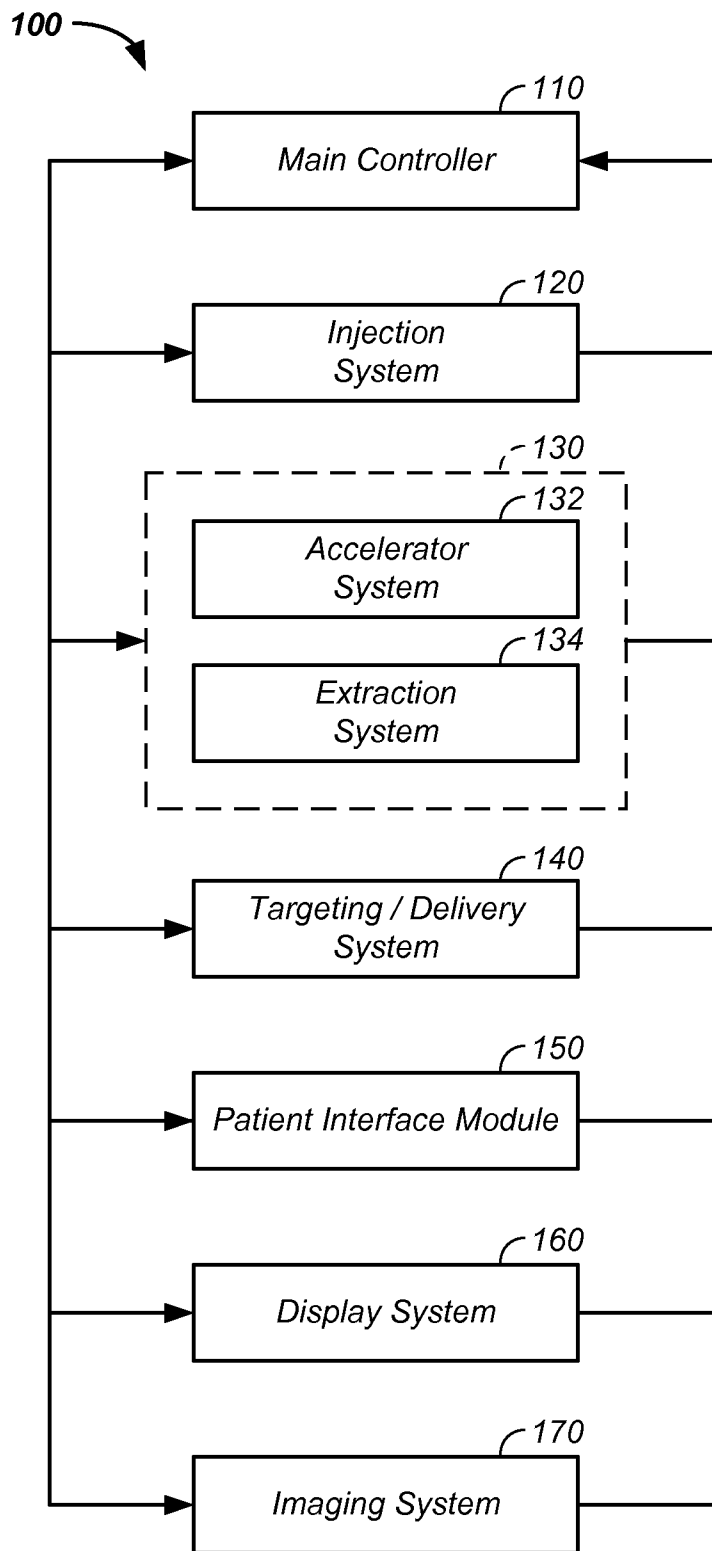 100
110
Main Controller
120
Injection
System
130
132
Accelerator
System
134
Extraction
System
140
Targeting / Delivery
System
150
Patient Interface Module
160
Display System
170
Imaging System